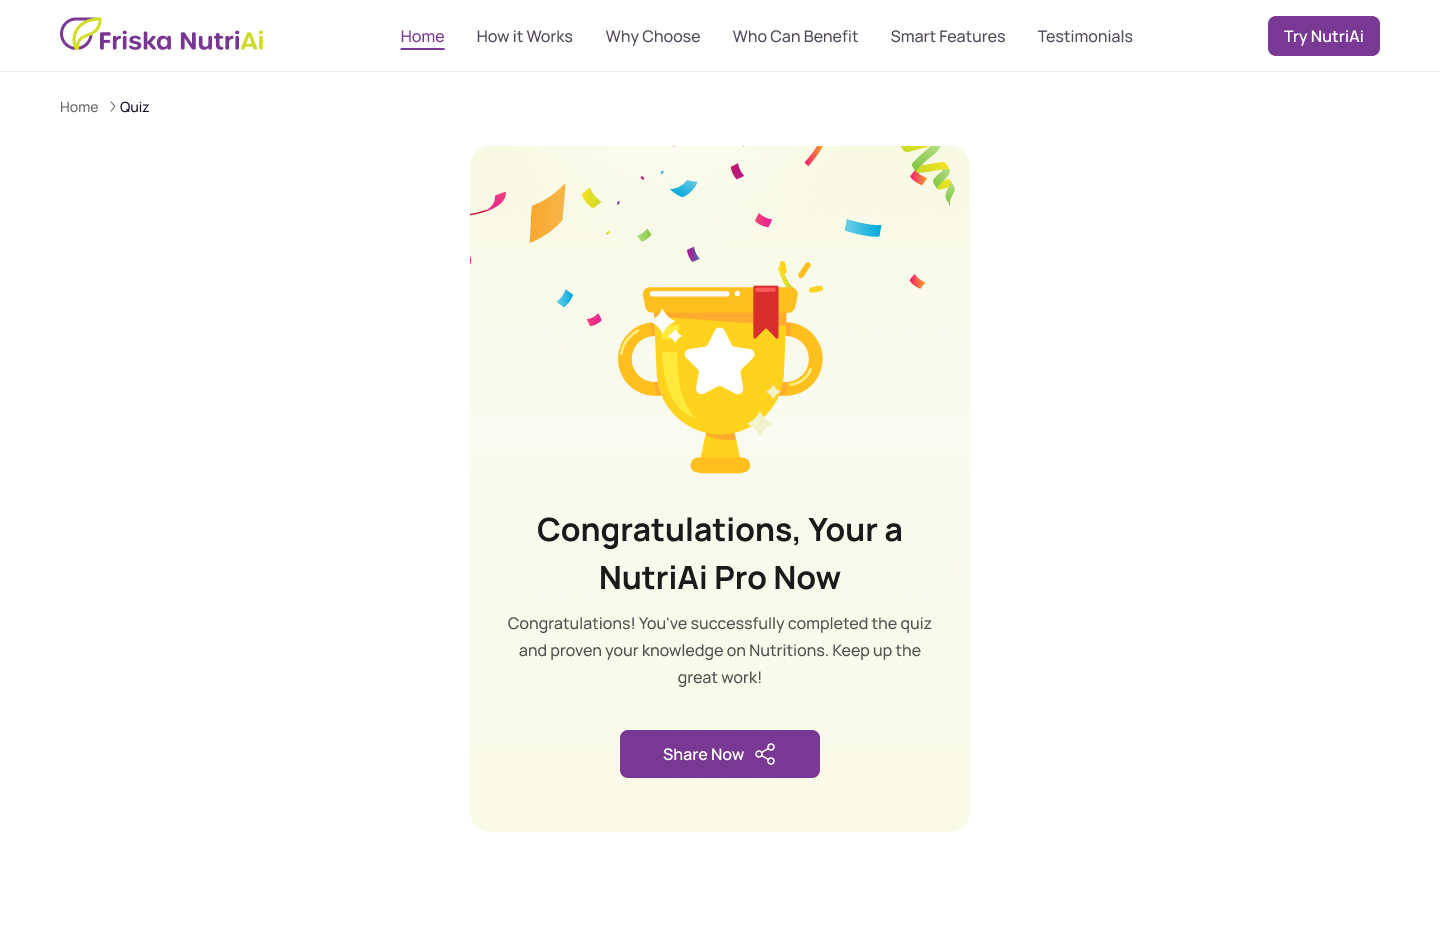 Friska NutriAi
Home
How it Works
Why Choose
Who Can Benefit
Smart Features
Testimonials
Try NutriAi
Home
Quiz
Congratulations, Your a
NutriAi Pro Now
Congratulations! You've successfully completed the quiz
and proven your knowledge on Nutritions. Keep up the
great work!
Share Now